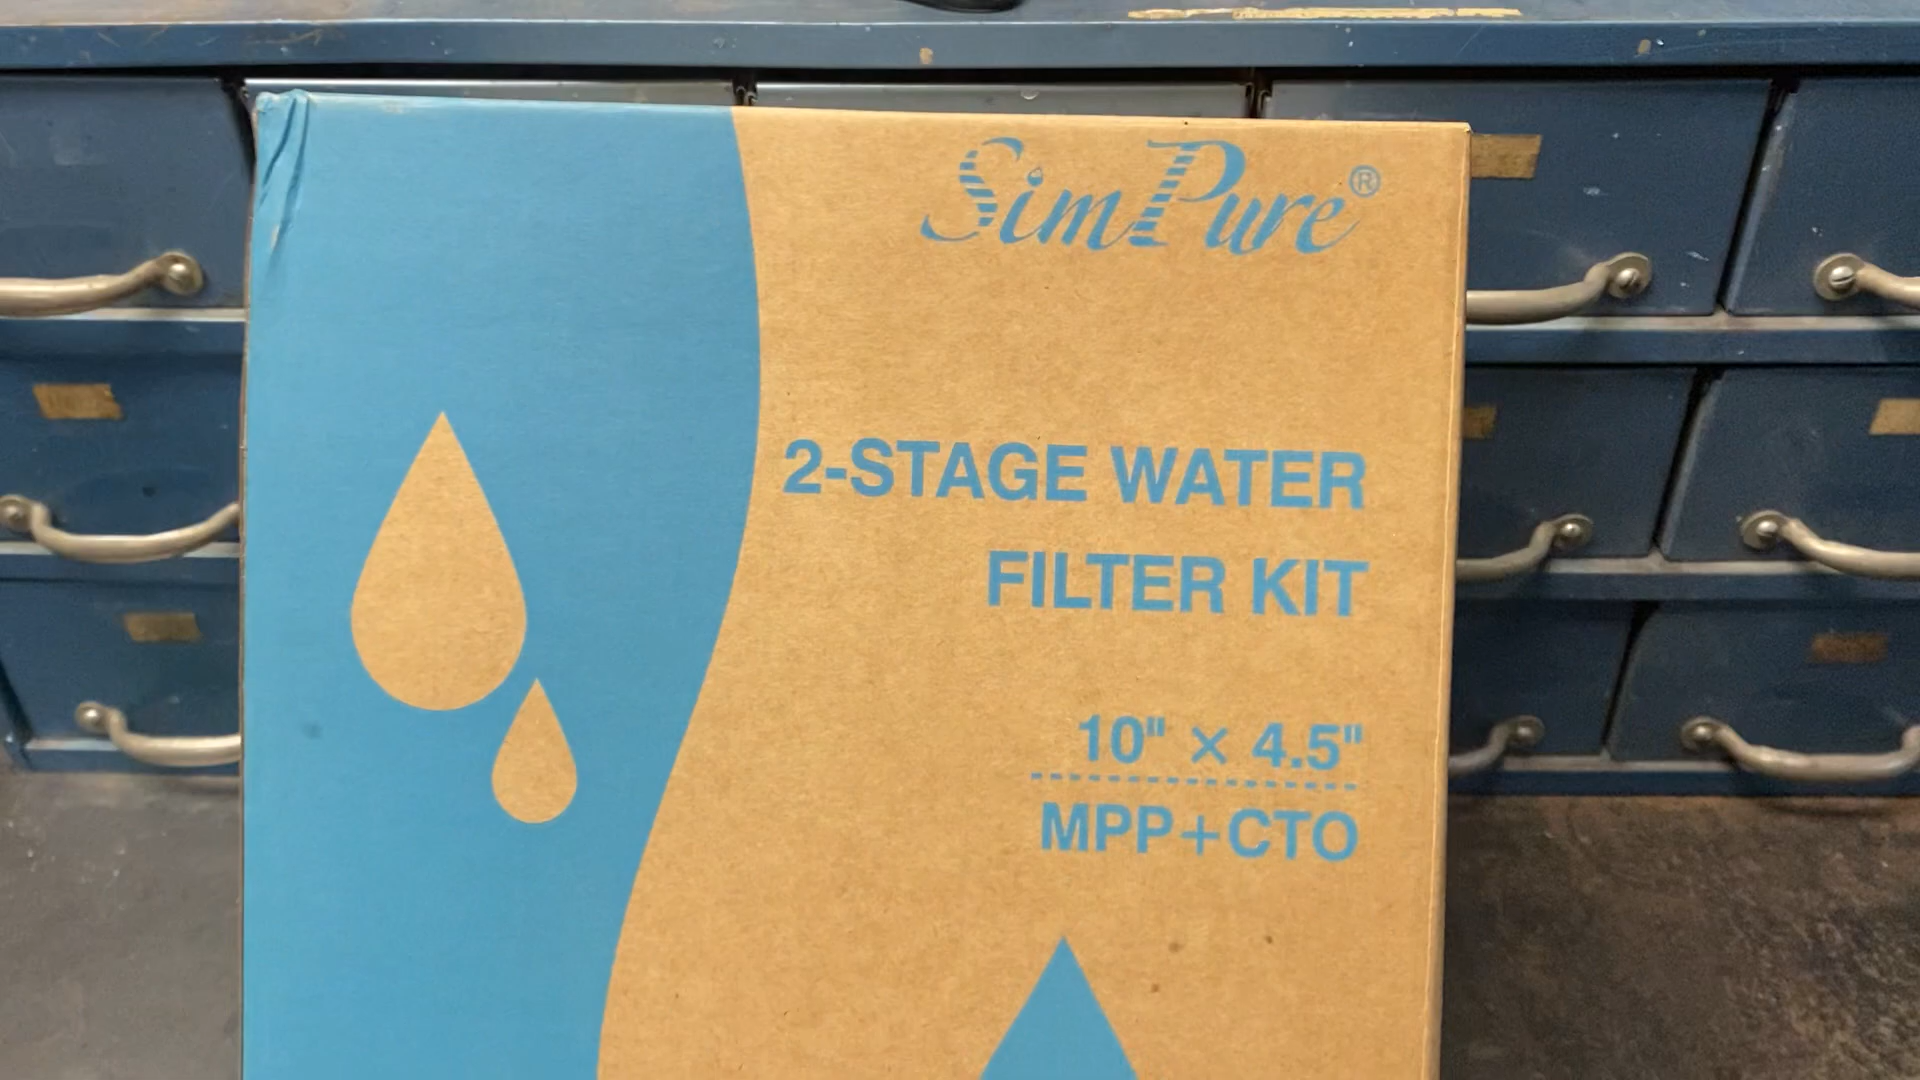 SimPure®
2-STAGE WATER
FILTER KIT
10" × 4.5"
MPP+CTO